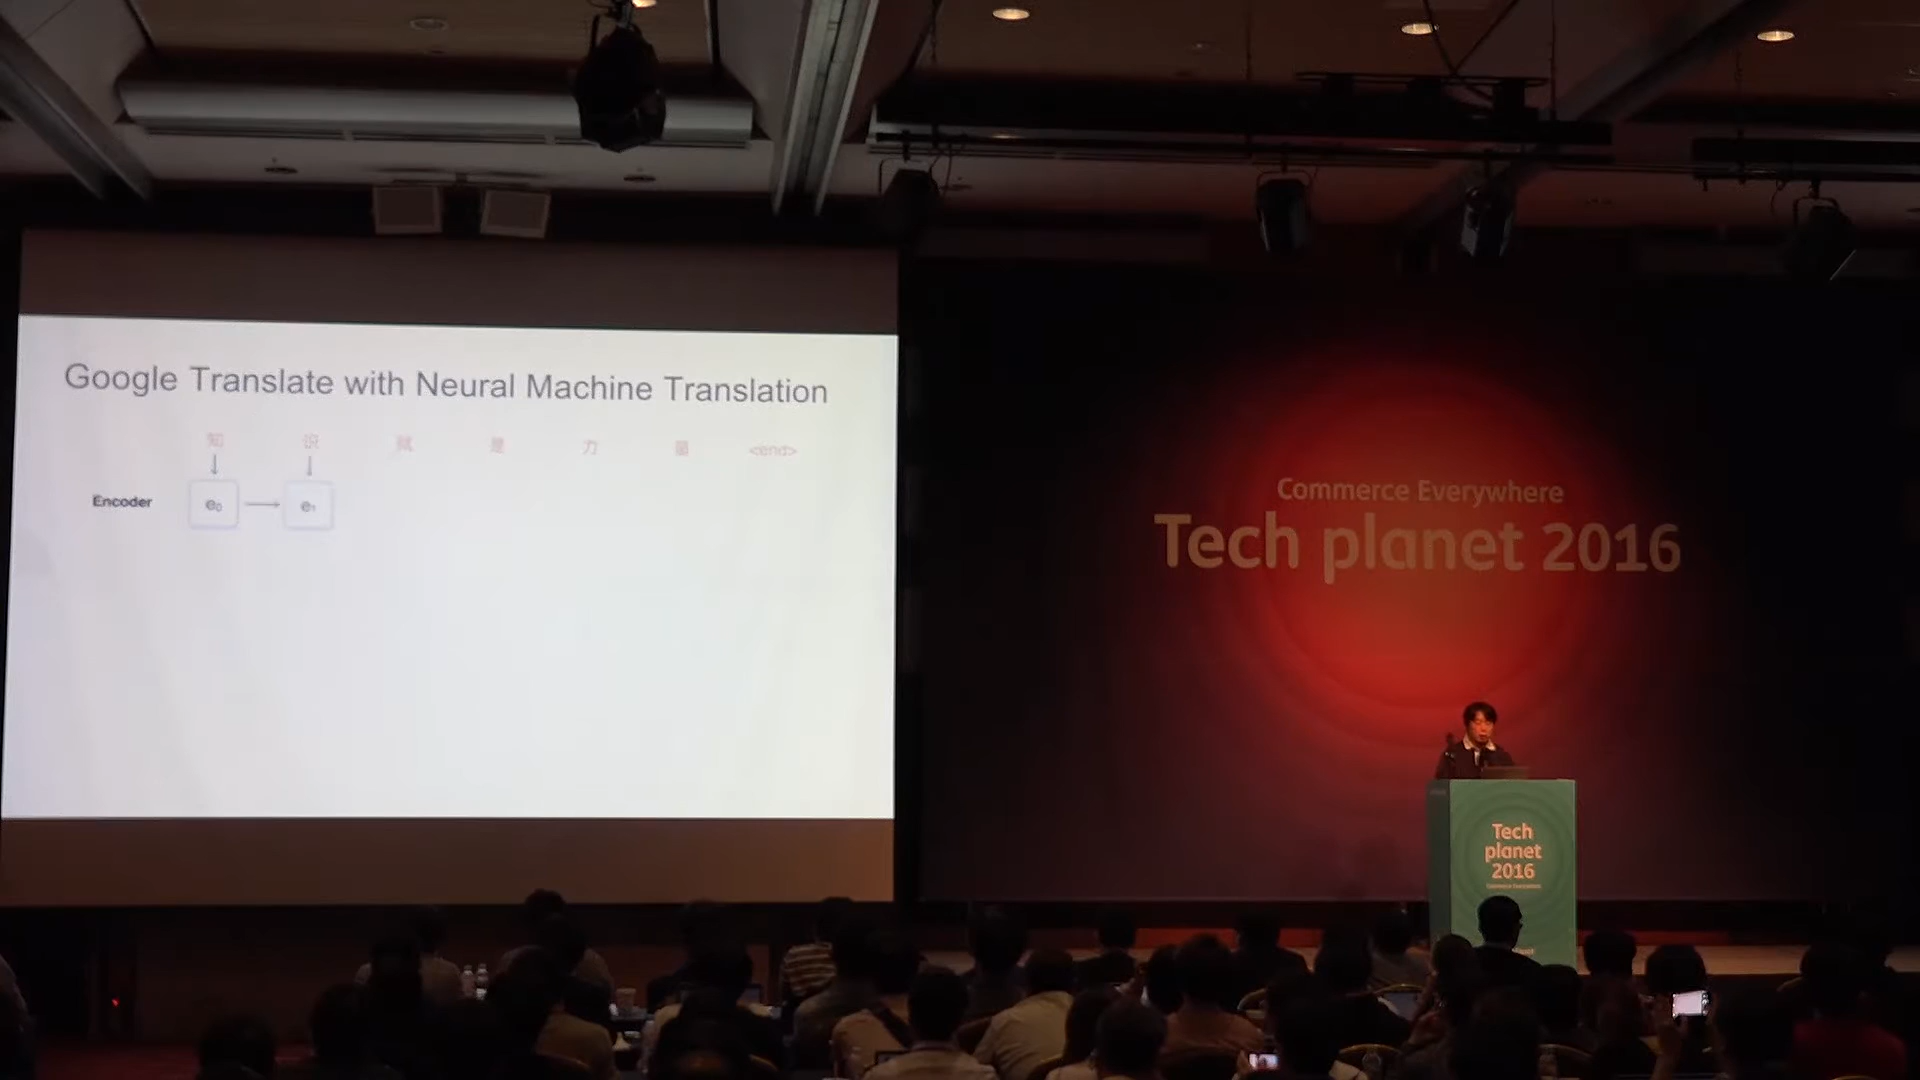 Google Translate with Neural Machine Translation
知 识 就 是 力 量 <end>
Encoder e₀ e₁
Commerce Everywhere
Tech planet 2016
Tech
planet
2016